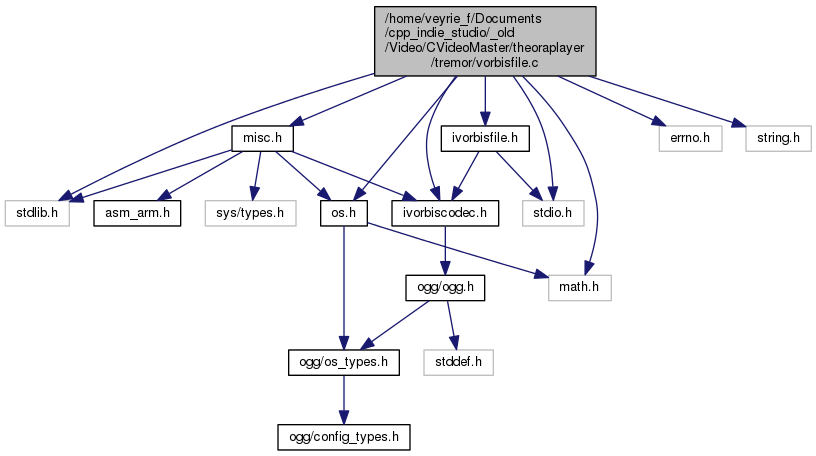 /home/veyrie_f/Documents
/cpp_indie_studio/_old
/Video/CVideoMaster/theoraplayer
/tremor/vorbisfile.c
misc.h
ivorbisfile.h
errno.h
string.h
stdlib.h
asm_arm.h
sys/types.h
os.h
ivorbiscodec.h
stdio.h
ogg/ogg.h
math.h
ogg/os_types.h
stddef.h
ogg/config_types.h